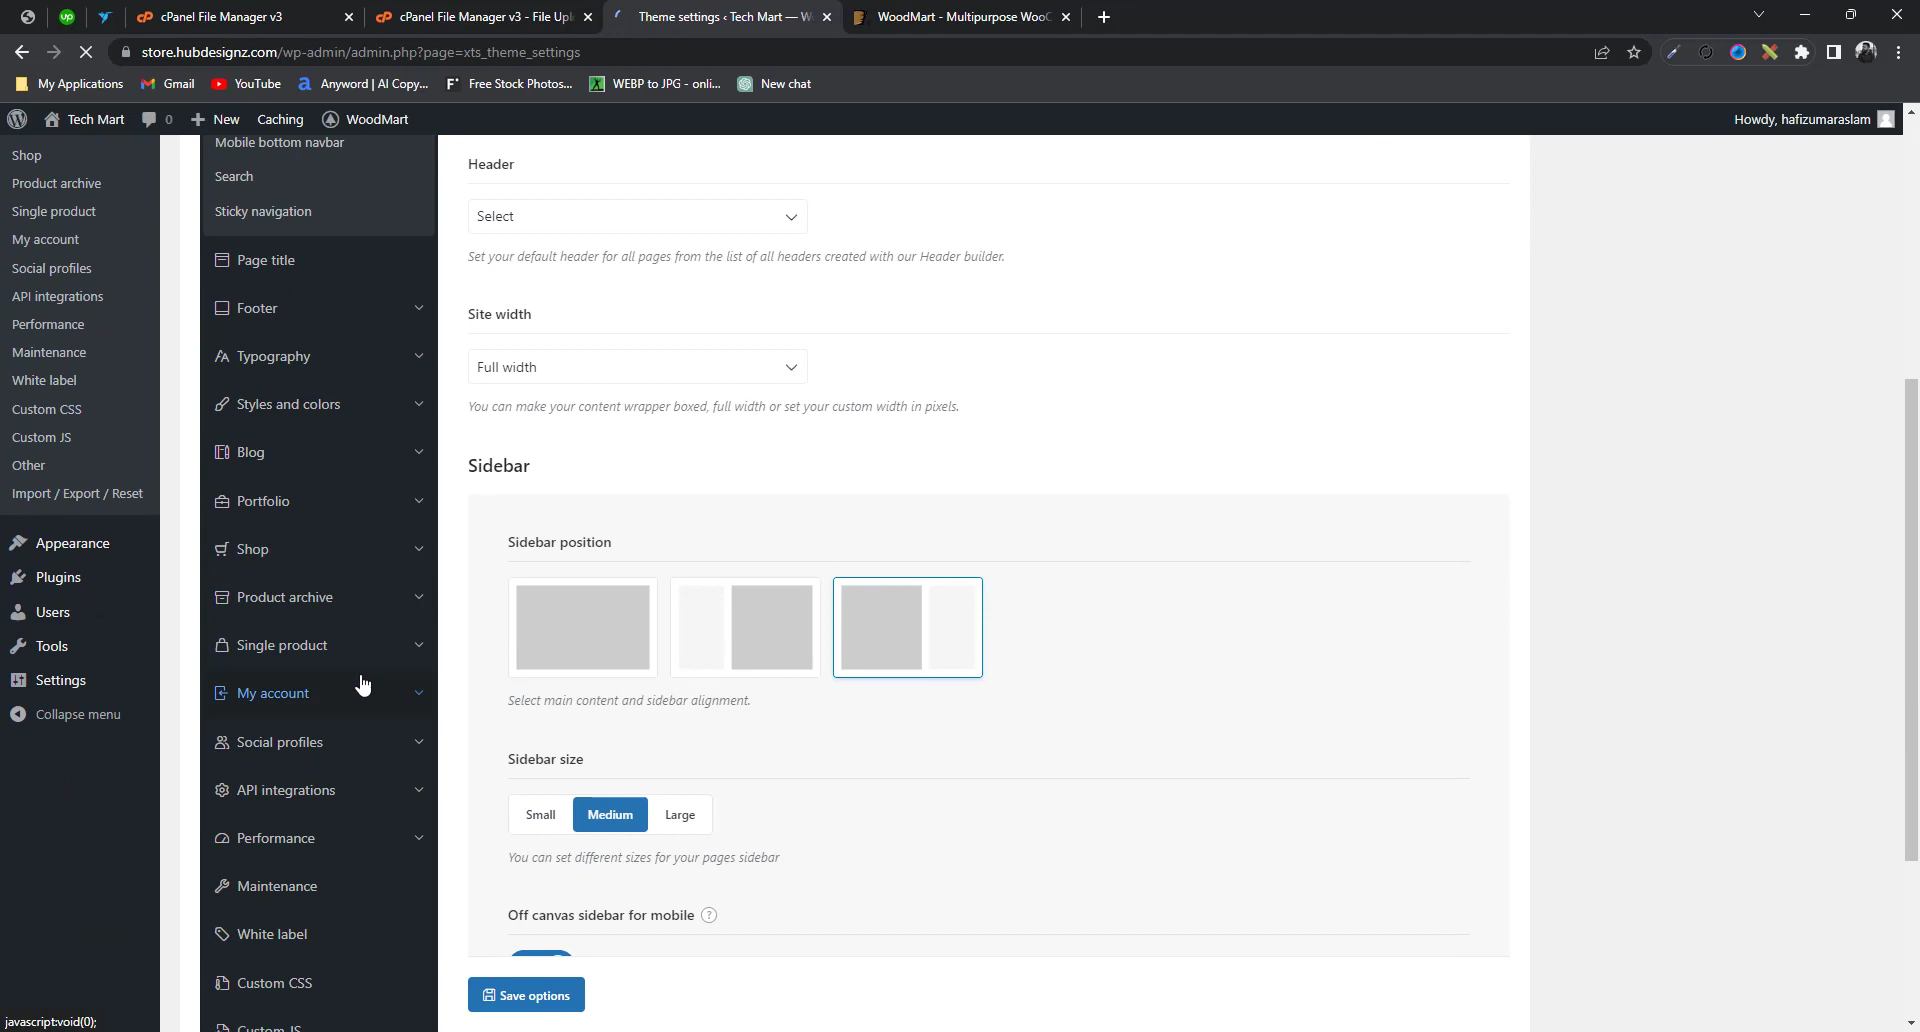 cPanel File Manager v3
cPanel File Manager v3 - File Upl
Theme settings ‹ Tech Mart — W
WoodMart - Multipurpose WooC
store.hubdesignz.com/wp-admin/admin.php?page=xts_theme_settings
My Applications
Gmail
YouTube
Anyword | AI Copy...
Free Stock Photos...
WEBP to JPG - onli...
New chat
Tech Mart
0
New
Caching
WoodMart
Howdy, hafizumaraslam
Shop
Product archive
Single product
My account
Social profiles
API integrations
Performance
Maintenance
White label
Custom CSS
Custom JS
Other
Import / Export / Reset
Appearance
Plugins
Users
Tools
Settings
Collapse menu
Mobile bottom navbar
Search
Sticky navigation
Page title
Footer
Typography
Styles and colors
Blog
Portfolio
Shop
Product archive
Single product
My account
Social profiles
API integrations
Performance
Maintenance
White label
Custom CSS
Custom JS
Header
Select
Set your default header for all pages from the list of all headers created with our Header builder.
Site width
Full width
You can make your content wrapper boxed, full width or set your custom width in pixels.
Sidebar
Sidebar position
Select main content and sidebar alignment.
Sidebar size
Small
Medium
Large
You can set different sizes for your pages sidebar
Off canvas sidebar for mobile ?
Save options
javascript:void(0);